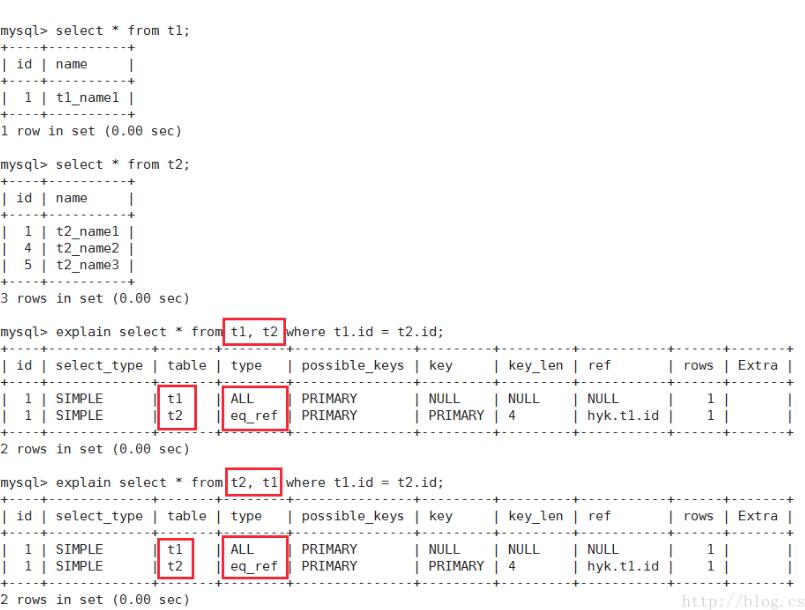 mysql> select * from t1;
+----+----------+
| id | name     |
+----+----------+
|  1 | t1_name1 |
+----+----------+
1 row in set (0.00 sec)
mysql> select * from t2;
+----+----------+
| id | name     |
+----+----------+
|  1 | t2_name1 |
|  4 | t2_name2 |
|  5 | t2_name3 |
+----+----------+
3 rows in set (0.00 sec)
mysql> explain select * from t1, t2 where t1.id = t2.id;
+----+-------------+-------+--------+---------------+---------+---------+-----------+------+-------+
| id | select_type | table | type   | possible_keys | key     | key_len | ref       | rows | Extra |
+----+-------------+-------+--------+---------------+---------+---------+-----------+------+-------+
|  1 | SIMPLE      | t1    | ALL    | PRIMARY       | NULL    | NULL    | NULL      |    1 |       |
|  1 | SIMPLE      | t2    | eq_ref | PRIMARY       | PRIMARY | 4       | hyk.t1.id |    1 |       |
+----+-------------+-------+--------+---------------+---------+---------+-----------+------+-------+
2 rows in set (0.00 sec)
mysql> explain select * from t2, t1 where t1.id = t2.id;
+----+-------------+-------+--------+---------------+---------+---------+-----------+------+-------+
| id | select_type | table | type   | possible_keys | key     | key_len | ref       | rows | Extra |
+----+-------------+-------+--------+---------------+---------+---------+-----------+------+-------+
|  1 | SIMPLE      | t1    | ALL    | PRIMARY       | NULL    | NULL    | NULL      |    1 |       |
|  1 | SIMPLE      | t2    | eq_ref | PRIMARY       | PRIMARY | 4       | hyk.t1.id |    1 |       |
+----+-------------+-------+--------+---------------+---------+---------+-----------+------+-------+
2 rows in set (0.00 sec)
http://blog.cs